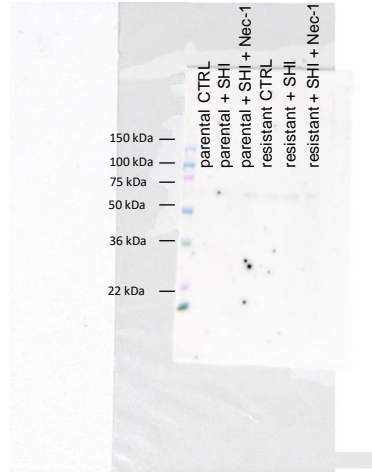 parental CTRL
parental + SHI
parental + SHI + Nec-1
resistant CTRL
resistant + SHI
resistant + SHI + Nec-1
150 kDa
100 kDa
75 kDa
50 kDa
36 kDa
22 kDa